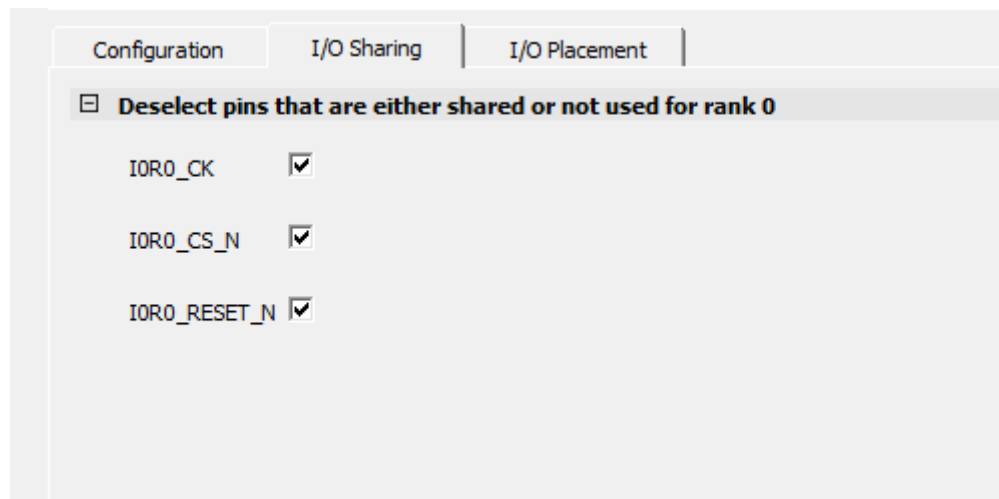 Configuration I/O Sharing I/O Placement
Deselect pins that are either shared or not used for rank 0
I0R0_CK
I0R0_CS_N
I0R0_RESET_N